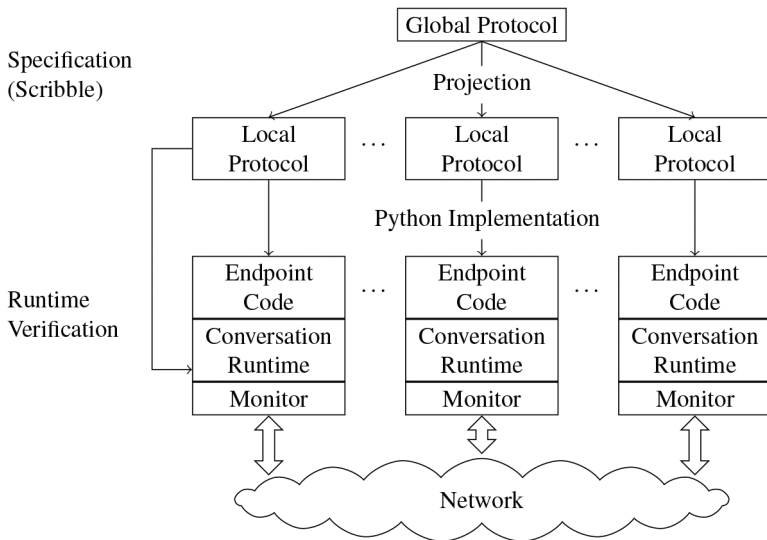 Global Protocol
Specification
(Scribble)
Projection
Local
Protocol
...
Local
Protocol
...
Local
Protocol
Python Implementation
Runtime
Verification
Endpoint
Code
...
Endpoint
Code
...
Endpoint
Code
Conversation
Runtime
Conversation
Runtime
Conversation
Runtime
Monitor
Monitor
Monitor
Network